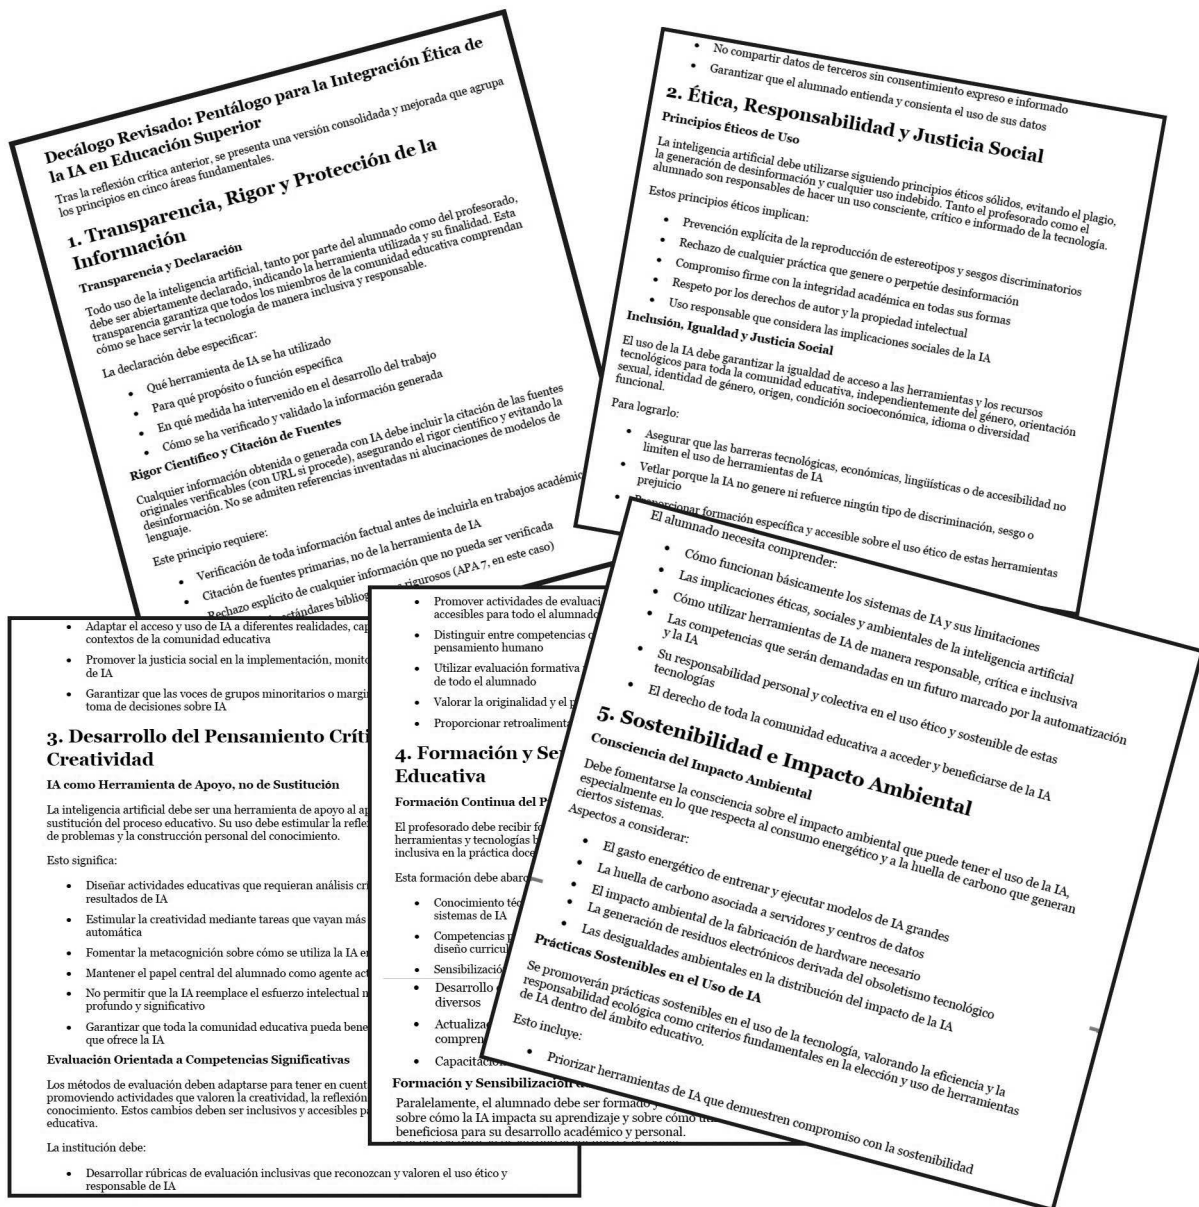 Decálogo Revisado: Pentálogo para la Integración Ética de
la IA en Educación Superior
Tras la reflexión crítica anterior, se presenta una versión consolidada y mejorada que agrupa
los principios en cinco áreas fundamentales.
1. Transparencia, Rigor y Protección de la
Información
Transparencia y Declaración
Todo uso de la inteligencia artificial, tanto por parte del alumnado como del profesorado,
debe ser abiertamente declarado, indicando la herramienta utilizada y su finalidad. Esta
transparencia garantiza que todos los miembros de la comunidad educativa comprendan
cómo se hace servir la tecnología de manera inclusiva y responsable.
La declaración debe especificar:
• Qué herramienta de IA se ha utilizado
• Para qué propósito o función específica
• En qué medida ha intervenido en el desarrollo del trabajo
• Cómo se ha verificado y validado la información generada
Rigor Científico y Citación de Fuentes
Cualquier información obtenida o generada con IA debe incluir la citación de las fuentes
originales verificables (con URL si procede), asegurando el rigor científico y evitando la
desinformación. No se admiten referencias inventadas ni alucinaciones de modelos de
lenguaje.
Este principio requiere:
• Verificación de toda información factual antes de incluirla en trabajos académic
• Citación de fuentes primarias, no de la herramienta de IA
Rechazo explícito de cualquier información que no pueda ser verificada
estándares bibliog rigurosos (APA 7, en este caso)
• No compartir datos de terceros sin consentimiento expreso e informado
• Garantizar que el alumnado entienda y consienta el uso de sus datos
2. Ética, Responsabilidad y Justicia Social
Principios Éticos de Uso
La inteligencia artificial debe utilizarse siguiendo principios éticos sólidos, evitando el plagio,
la generación de desinformación y cualquier uso indebido. Tanto el profesorado como el
alumnado son responsables de hacer un uso consciente, crítico e informado de la tecnología.
Estos principios éticos implican:
• Prevención explícita de la reproducción de estereotipos y sesgos discriminatorios
• Rechazo de cualquier práctica que genere o perpetúe desinformación
• Compromiso firme con la integridad académica en todas sus formas
• Respeto por los derechos de autor y la propiedad intelectual
• Uso responsable que considera las implicaciones sociales de la IA
Inclusión, Igualdad y Justicia Social
El uso de la IA debe garantizar la igualdad de acceso a las herramientas y los recursos
tecnológicos para toda la comunidad educativa, independientemente del género, orientación
sexual, identidad de género, origen, condición socioeconómica, idioma o diversidad
funcional.
Para lograrlo:
• Asegurar que las barreras tecnológicas, económicas, lingüísticas o de accesibilidad no
limiten el uso de herramientas de IA
• Vetlar porque la IA no genere ni refuerce ningún tipo de discriminación, sesgo o
prejuicio
• Proporcionar formación específica y accesible sobre el uso ético de estas herramientas
• Adaptar el acceso y uso de IA a diferentes realidades, cap
contextos de la comunidad educativa
• Promover la justicia social en la implementación, monito
de IA
• Garantizar que las voces de grupos minoritarios o margi
toma de decisiones sobre IA
3. Desarrollo del Pensamiento Críti
Creatividad
IA como Herramienta de Apoyo, no de Sustitución
La inteligencia artificial debe ser una herramienta de apoyo al ap
sustitución del proceso educativo. Su uso debe estimular la refle
de problemas y la construcción personal del conocimiento.
Esto significa:
• Diseñar actividades educativas que requieran análisis crí
resultados de IA
• Estimular la creatividad mediante tareas que vayan más
automática
• Fomentar la metacognición sobre cómo se utiliza la IA e
• Mantener el papel central del alumnado como agente act
• No permitir que la IA reemplace el esfuerzo intelectual n
profundo y significativo
• Garantizar que toda la comunidad educativa pueda bene
que ofrece la IA
Evaluación Orientada a Competencias Significativas
Los métodos de evaluación deben adaptarse para tener en cuent
promoviendo actividades que valoren la creatividad, la reflexión
conocimiento. Estos cambios deben ser inclusivos y accesibles pa
educativa.
La institución debe:
• Desarrollar rúbricas de evaluación inclusivas que reconozcan y valoren el uso ético y
responsable de IA
• Promover actividades de evaluaci
accesibles para todo el alumnado
• Distinguir entre competencias
pensamiento humano
• Utilizar evaluación formativa
de todo el alumnado
• Valorar la originalidad y el p
• Proporcionar retroalimenta
4. Formación y Se
Educativa
Formación Continua del P
El profesorado debe recibir fo
herramientas y tecnologías b
inclusiva en la práctica doce
Esta formación debe abarc
• Conocimiento téc
sistemas de IA
• Competencias p
diseño curricul
• Sensibilizació
• Desarrollo
diversos
• Actualizac
compren
• Capacitació
Formación y Sensibilización d
Paralelamente, el alumnado debe ser formado y
sobre cómo la IA impacta su aprendizaje y sobre cómo
beneficiosa para su desarrollo académico y personal.
El alumnado necesita comprender:
• Cómo funcionan básicamente los sistemas de IA y sus limitaciones
• Las implicaciones éticas, sociales y ambientales de la inteligencia artificial
• Cómo utilizar herramientas de IA de manera responsable, crítica e inclusiva
• Las competencias que serán demandadas en un futuro marcado por la automatización
y la IA
• Su responsabilidad personal y colectiva en el uso ético y sostenible de estas
tecnologías
• El derecho de toda la comunidad educativa a acceder y beneficiarse de la IA
5. Sostenibilidad e Impacto Ambiental
Consciencia del Impacto Ambiental
Debe fomentarse la consciencia sobre el impacto ambiental que puede tener el uso de la IA,
especialmente en lo que respecta al consumo energético y a la huella de carbono que generan
ciertos sistemas.
Aspectos a considerar:
• El gasto energético de entrenar y ejecutar modelos de IA grandes
• La huella de carbono asociada a servidores y centros de datos
• El impacto ambiental de la fabricación de hardware necesario
• La generación de residuos electrónicos derivada del obsoletismo tecnológico
• Las desigualdades ambientales en la distribución del impacto de la IA
Prácticas Sostenibles en el Uso de IA
Se promoverán prácticas sostenibles en el uso de la tecnología, valorando la eficiencia y la
responsabilidad ecológica como criterios fundamentales en la elección y uso de herramientas
de IA dentro del ámbito educativo.
Esto incluye:
• Priorizar herramientas de IA que demuestren compromiso con la sostenibilidad